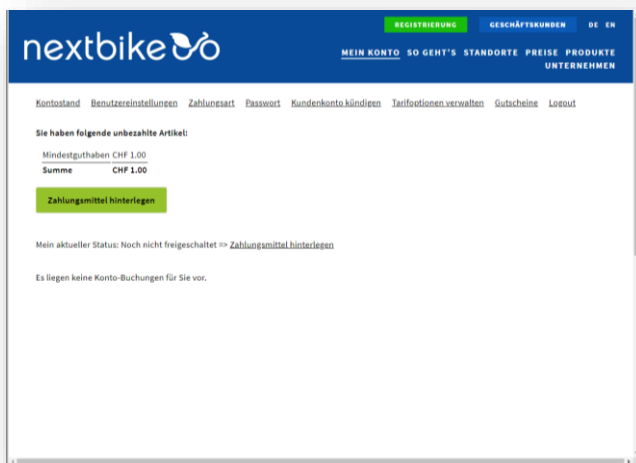 REGISTRIERUNG GESCHÄFTSKUNDEN DE EN
nextbike
MEIN KONTO SO GEHT'S STANDORTE PREISE PRODUKTE
UNTERNEHMEN
Kontostand Benutzereinstellungen Zahlungsart Passwort Kundenkonto kündigen Tarifoptionen verwalten Gutscheine Logout
Sie haben folgende unbezahlte Artikel:
Mindestguthaben CHF 1.00
Summe CHF 1.00
Zahlungsmittel hinterlegen
Mein aktueller Status: Noch nicht freigeschaltet => Zahlungsmittel hinterlegen
Es liegen keine Konto-Buchungen für Sie vor.